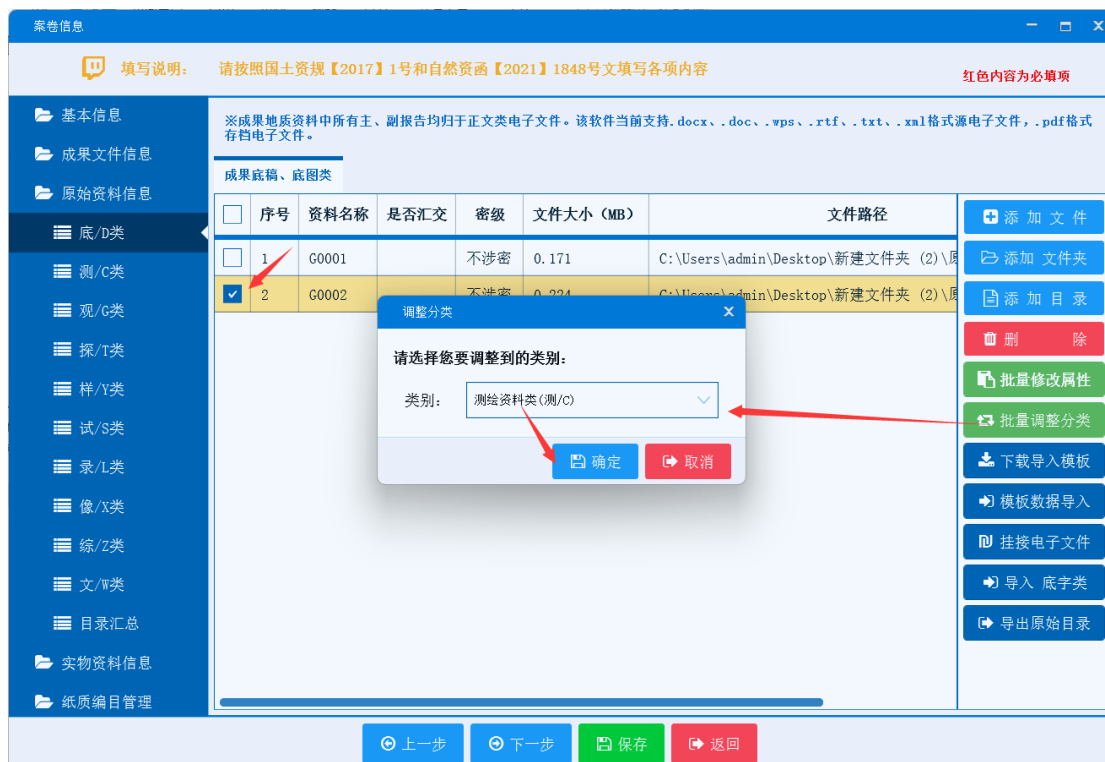 案卷信息
填写说明: 请按照国土资规【2017】1号和自然资函【2021】1848号文填写各项内容
红色内容为必填项
基本信息
成果文件信息
原始资料信息
底/D类
测/C类
观/G类
探/T类
样/Y类
试/S类
录/L类
像/X类
综/Z类
文/W类
目录汇总
实物资料信息
纸质编目管理
※成果地质资料中所有主、副报告均归于正文类电子文件。该软件当前支持.docx、.doc、.wps、.rtf、.txt、.xml格式源电子文件,.pdf格式
存档电子文件。
成果底稿、底图类
序号 资料名称 是否汇交 密级 文件大小（MB） 文件路径
1 G0001 不涉密 0.171 C:\Users\admin\Desktop\新建文件夹 (2)\
2 G0002 不涉密 0.224 C:\Users\admin\Desktop\新建文件夹 (2)\
调整分类
请选择您要调整到的类别:
类别: 测绘资料类(测/C)
确定 取消
添加文件
添加 文件夹
添加目录
删除
批量修改属性
批量调整分类
下载导入模板
模板数据导入
挂接电子文件
导入 底字类
导出原始目录
上一步 下一步 保存 返回